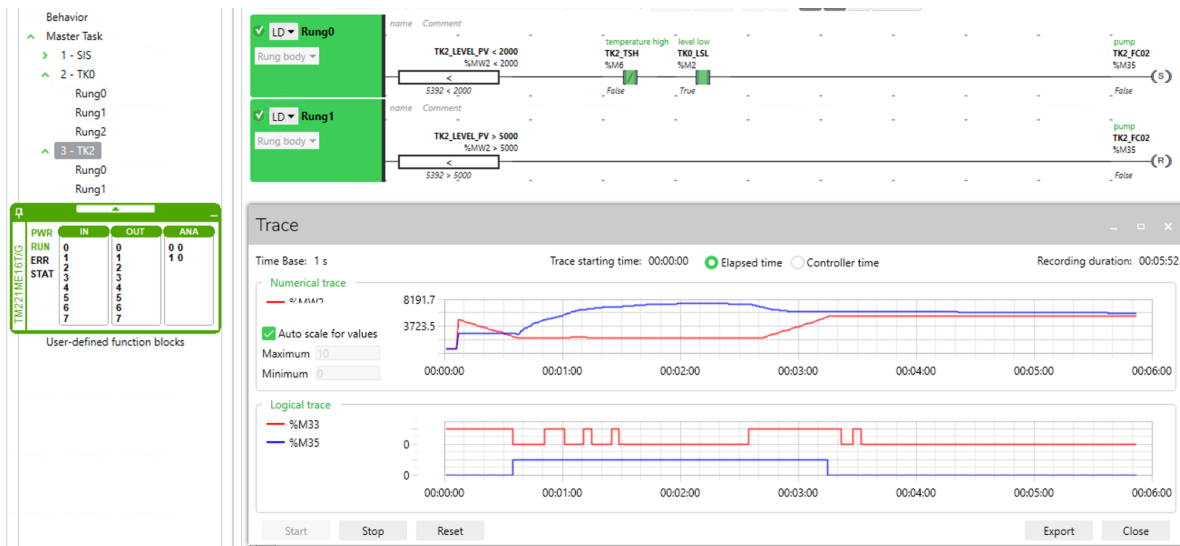 Behavior
Master Task
1 - SIS
2 - TK0
Rung0
Rung1
Rung2
3 - TK2
Rung0
Rung1
LD Rung0
Rung body
name Comment
TK2_LEVEL_PV < 2000
%MW2 < 2000
<
5392 < 2000
temperature high
TK2_TSH
%M6
/
False
level low
TK0_LSL
%M2
True
pump
TK2_FC02
%M35
(S)
False
LD Rung1
Rung body
name Comment
TK2_LEVEL_PV > 5000
%MW2 > 5000
<
5392 > 5000
pump
TK2_FC02
%M35
(R)
False
TM221ME16T/G
PWR
RUN
ERR
STAT
IN
0
1
2
3
4
5
6
7
OUT
0
1
2
3
4
5
6
7
ANA
0 0
1 0
User-defined function blocks
Trace
Time Base: 1 s
Trace starting time: 00:00:00
Elapsed time
Controller time
Recording duration: 00:05:52
Numerical trace
%MW2
Auto scale for values
Maximum 10
Minimum 0
8191.7
3723.5
00:00:00 00:01:00 00:02:00 00:03:00 00:04:00 00:05:00 00:06:00
Logical trace
%M33
%M35
0
0
00:00:00 00:01:00 00:02:00 00:03:00 00:04:00 00:05:00 00:06:00
Start Stop Reset Export Close